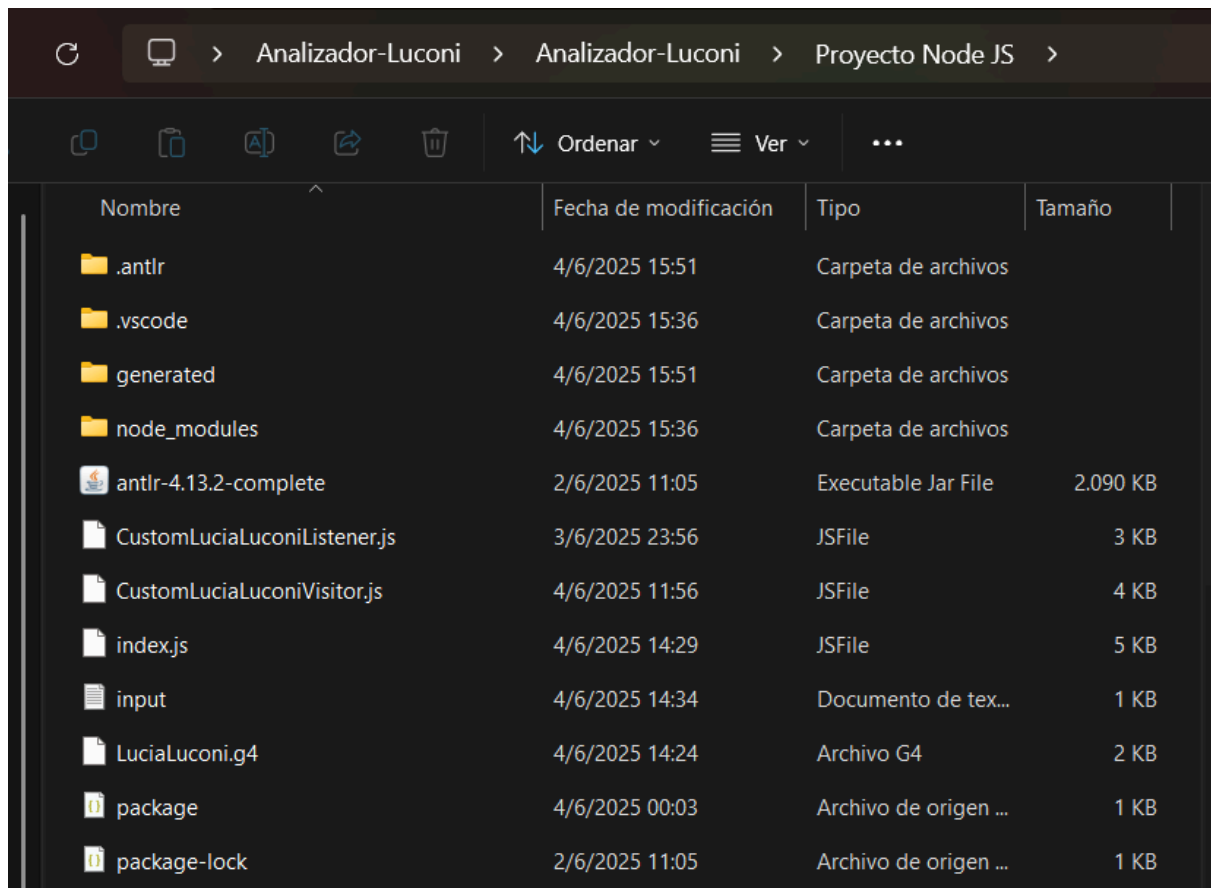 Analizador-Luconi > Analizador-Luconi > Proyecto Node JS >
Ordenar Ver
Nombre Fecha de modificación Tipo Tamaño
.antlr 4/6/2025 15:51 Carpeta de archivos
.vscode 4/6/2025 15:36 Carpeta de archivos
generated 4/6/2025 15:51 Carpeta de archivos
node_modules 4/6/2025 15:36 Carpeta de archivos
antlr-4.13.2-complete 2/6/2025 11:05 Executable Jar File 2.090 KB
CustomLuciaLuconiListener.js 3/6/2025 23:56 JSFile 3 KB
CustomLuciaLuconiVisitor.js 4/6/2025 11:56 JSFile 4 KB
index.js 4/6/2025 14:29 JSFile 5 KB
input 4/6/2025 14:34 Documento de tex... 1 KB
LuciaLuconi.g4 4/6/2025 14:24 Archivo G4 2 KB
package 4/6/2025 00:03 Archivo de origen ... 1 KB
package-lock 2/6/2025 11:05 Archivo de origen ... 1 KB